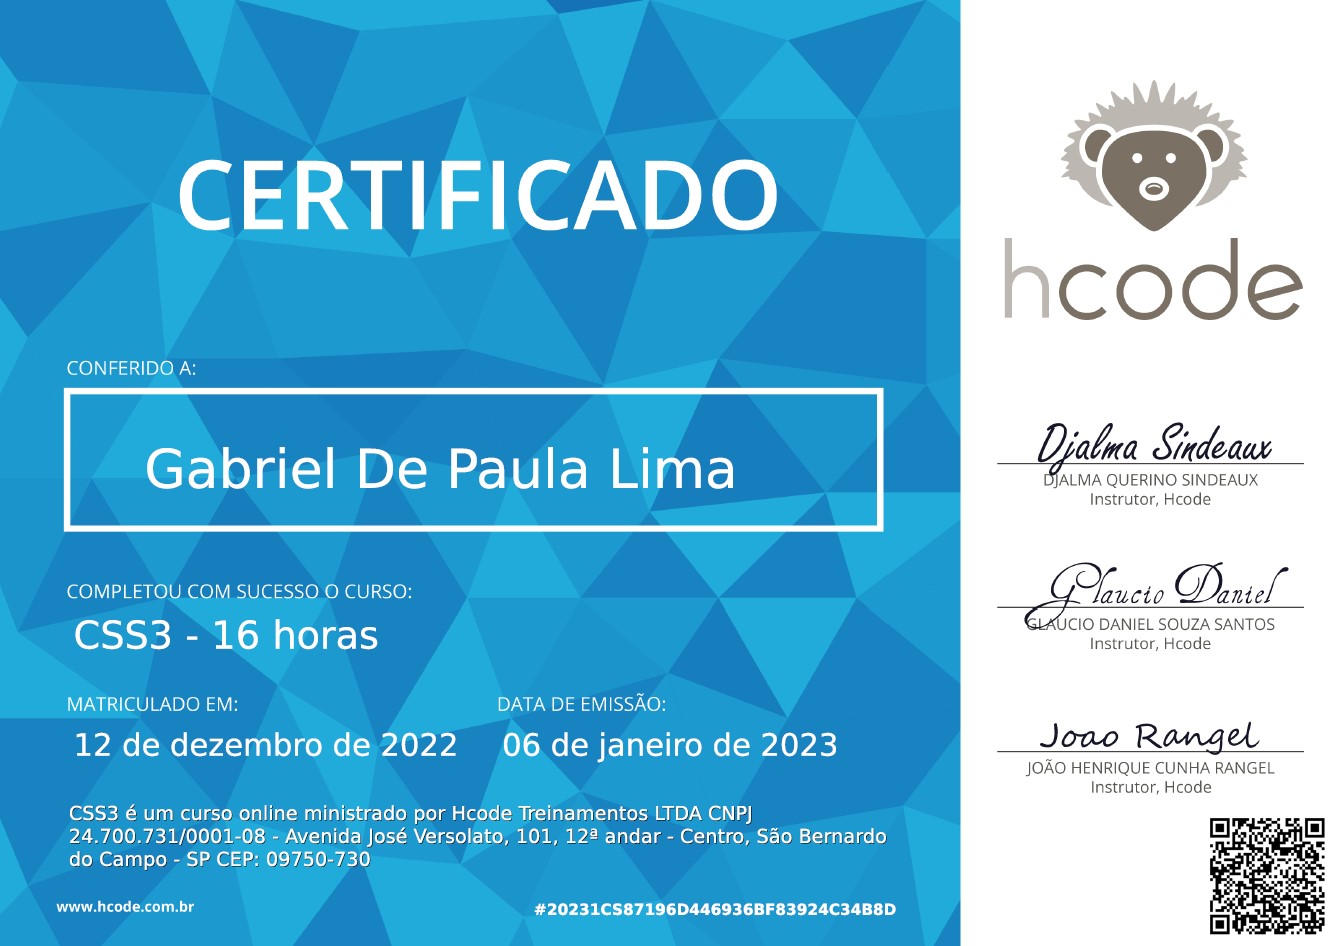 CERTIFICADO
CONFERIDO A:
Gabriel De Paula Lima
COMPLETOU COM SUCESSO O CURSO:
CSS3 - 16 horas
MATRICULADO EM:
12 de dezembro de 2022
DATA DE EMISSÃO:
06 de janeiro de 2023
CSS3 é um curso online ministrado por Hcode Treinamentos LTDA CNPJ
24.700.731/0001-08 - Avenida José Versolato, 101, 12ª andar - Centro, São Bernardo
do Campo - SP CEP: 09750-730
www.hcode.com.br
#20231CS87196D446936BF83924C34B8D
hcode
Djalma Sindeaux
DJALMA QUERINO SINDEAUX
Instrutor, Hcode
Glaucio Daniel
GLAUCIO DANIEL SOUZA SANTOS
Instrutor, Hcode
Joao Rangel
JOÃO HENRIQUE CUNHA RANGEL
Instrutor, Hcode